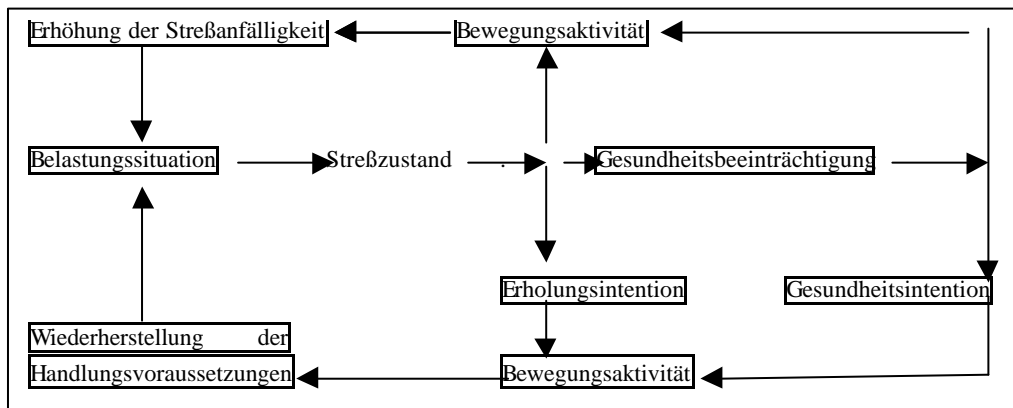 Erhöhung der Streßanfälligkeit Bewegungsaktivität
Belastungssituation Streßzustand . Gesundheitsbeeinträchtigung
Erholungsintention Gesundheitsintention
Wiederherstellung der
Handlungsvoraussetzungen Bewegungsaktivität